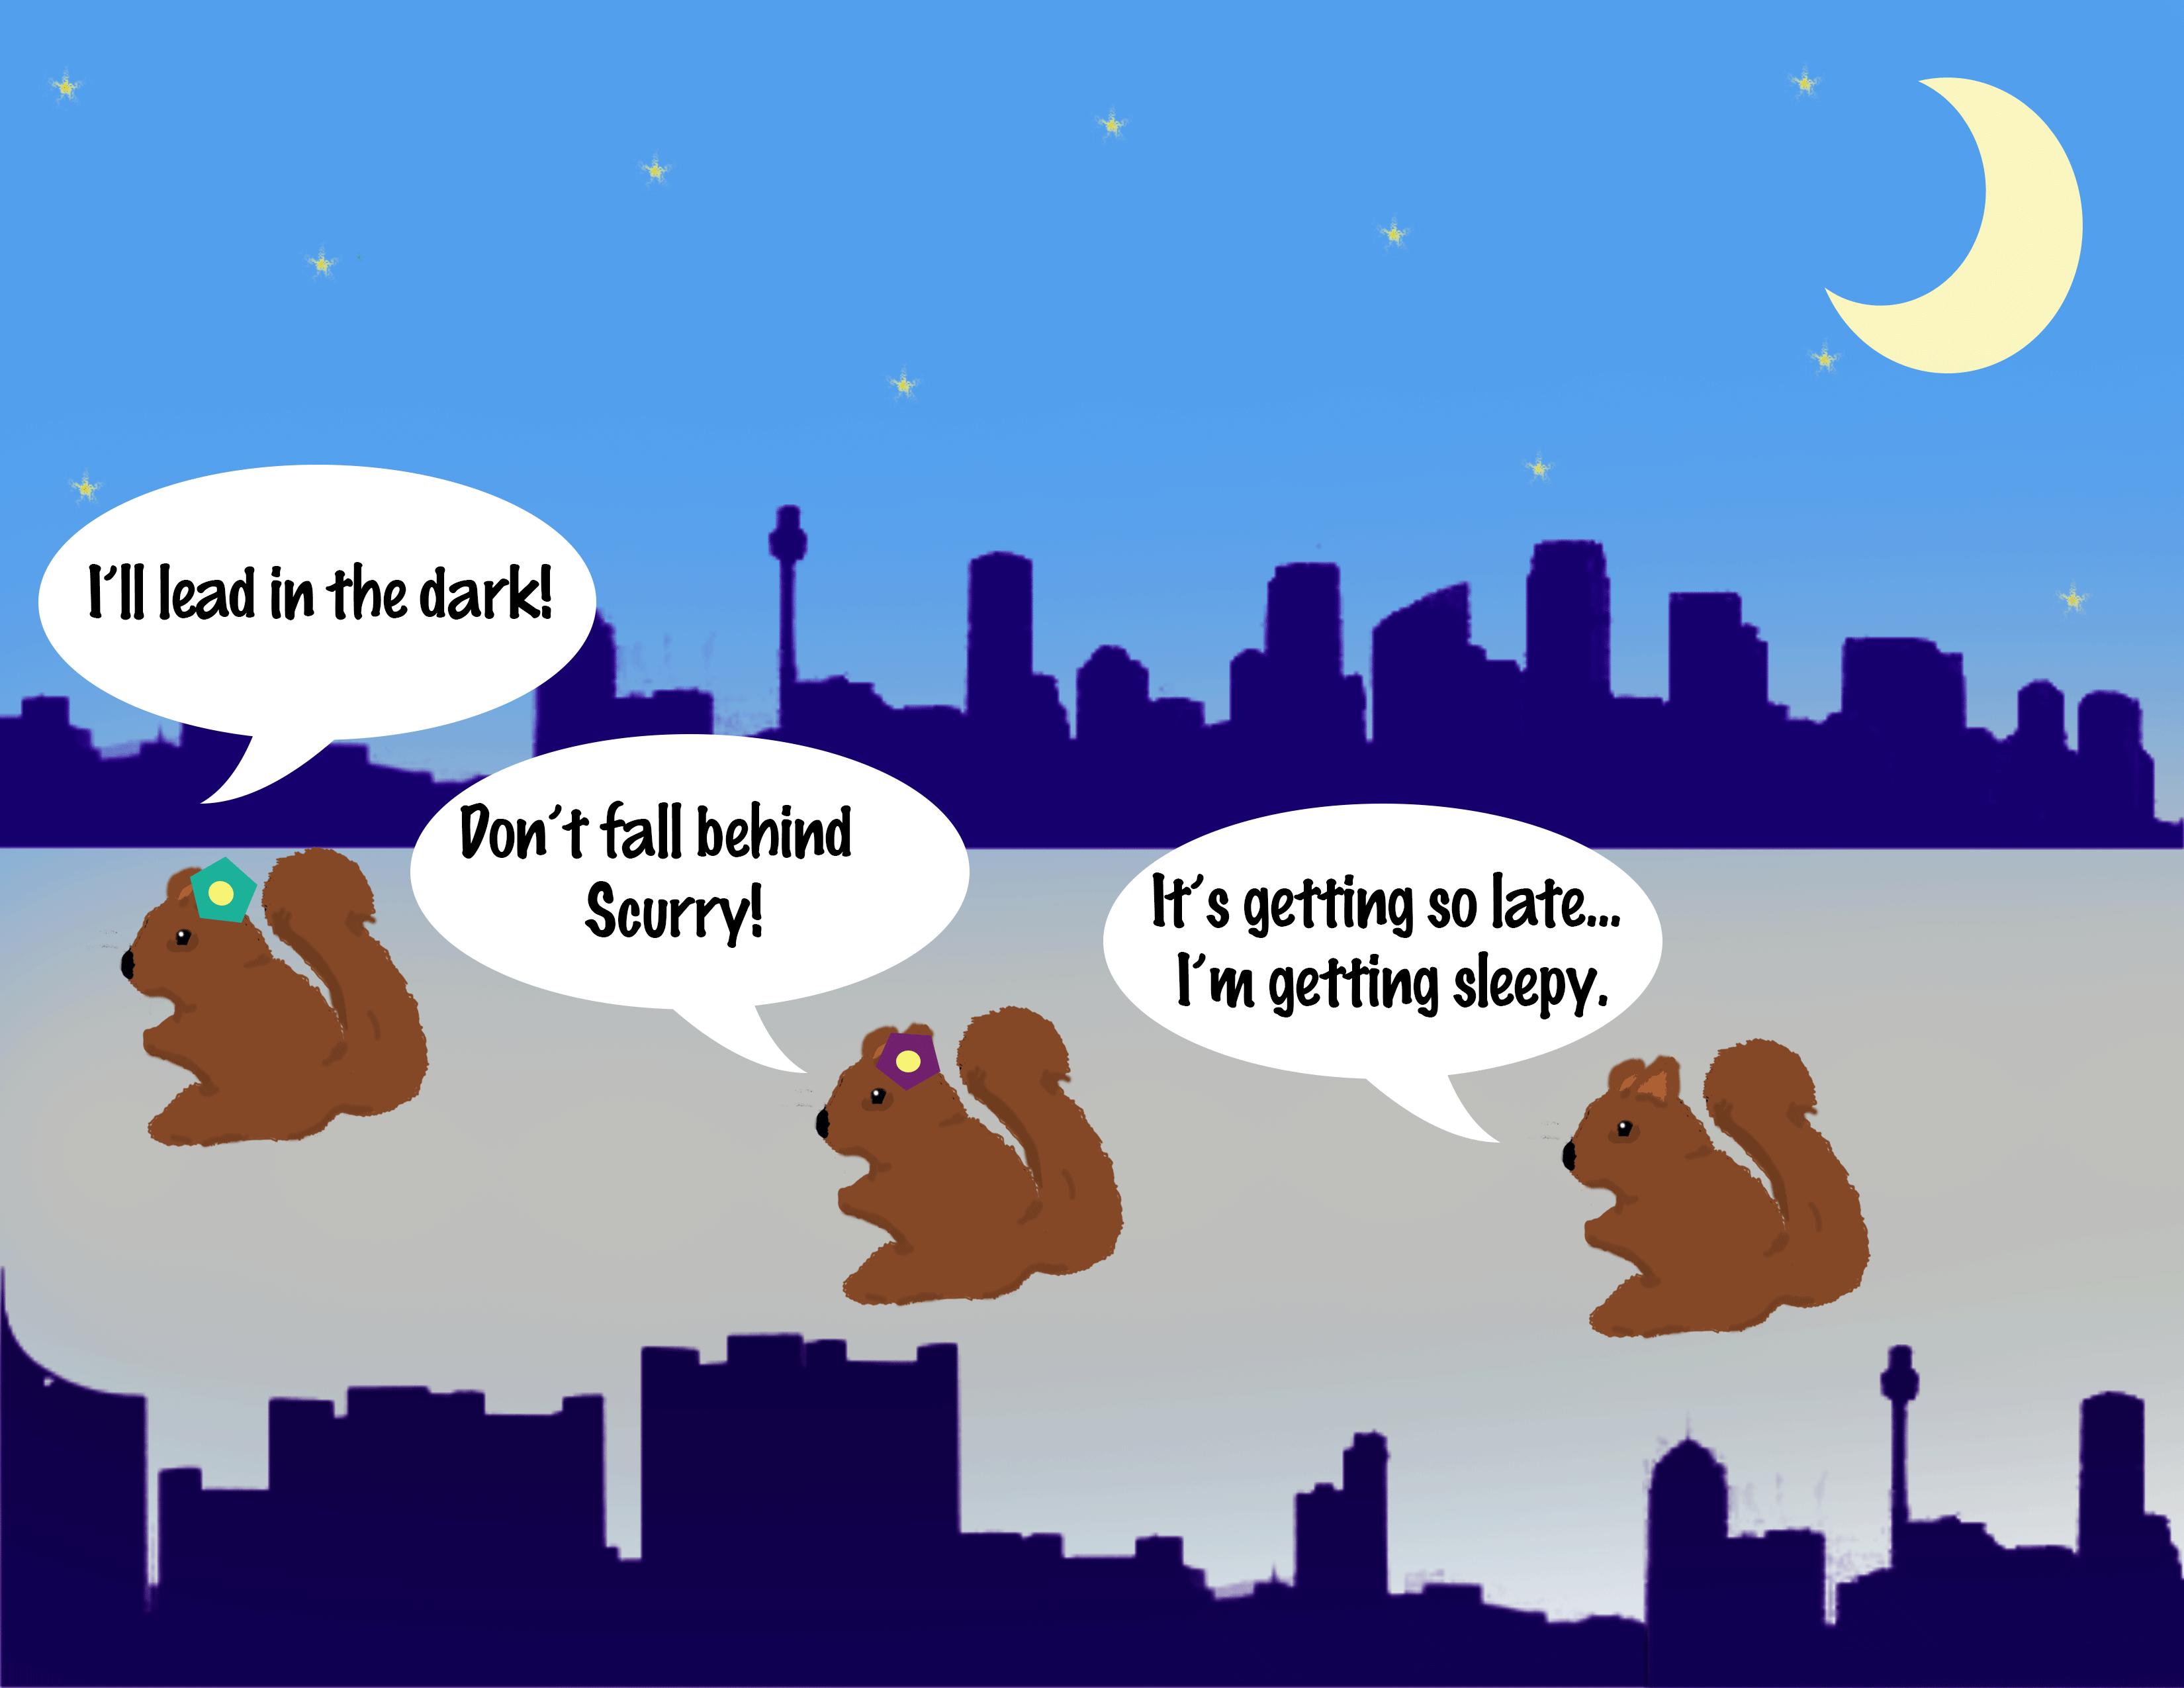 I'll lead in the dark!
Don't fall behind
Scurry!
It's getting so late...
I'm getting sleepy.